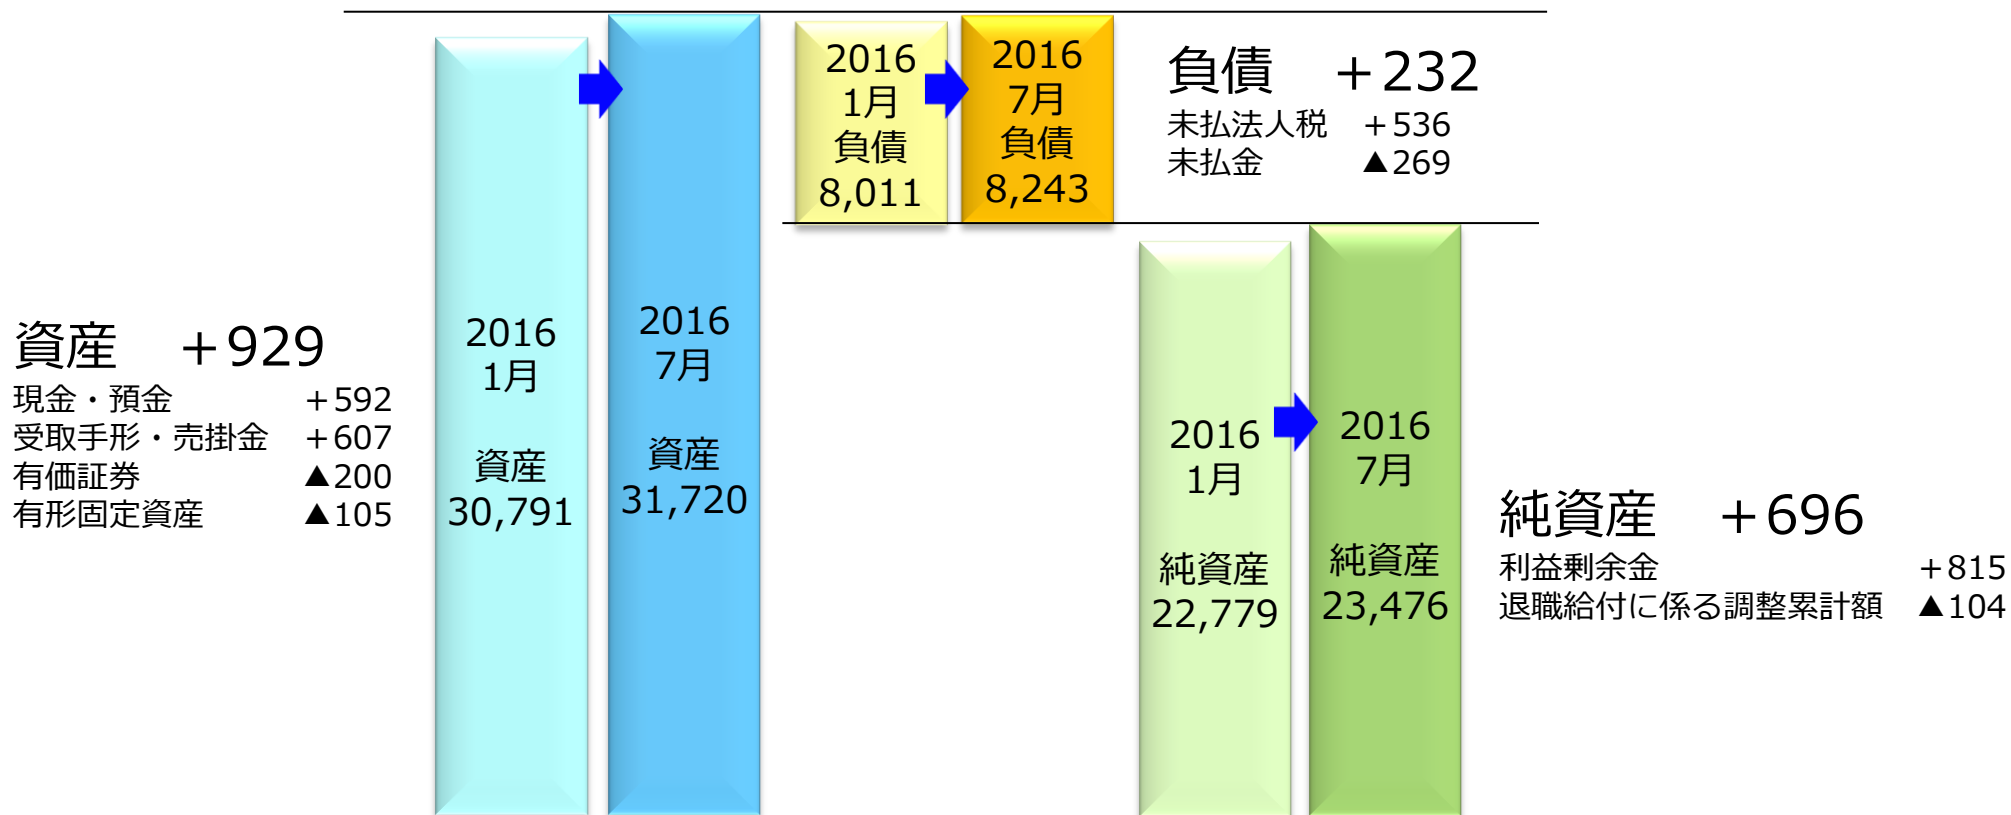 資産　+929
現金・預金　+592
受取手形・売掛金　+607
有価証券　▲200
有形固定資産　▲105
2016
1月
資産
30,791
2016
7月
資産
31,720
2016
1月
負債
8,011
2016
7月
負債
8,243
負債　+232
未払法人税　+536
未払金　▲269
2016
1月
純資産
22,779
2016
7月
純資産
23,476
純資産　+696
利益剰余金　+815
退職給付に係る調整累計額　▲104